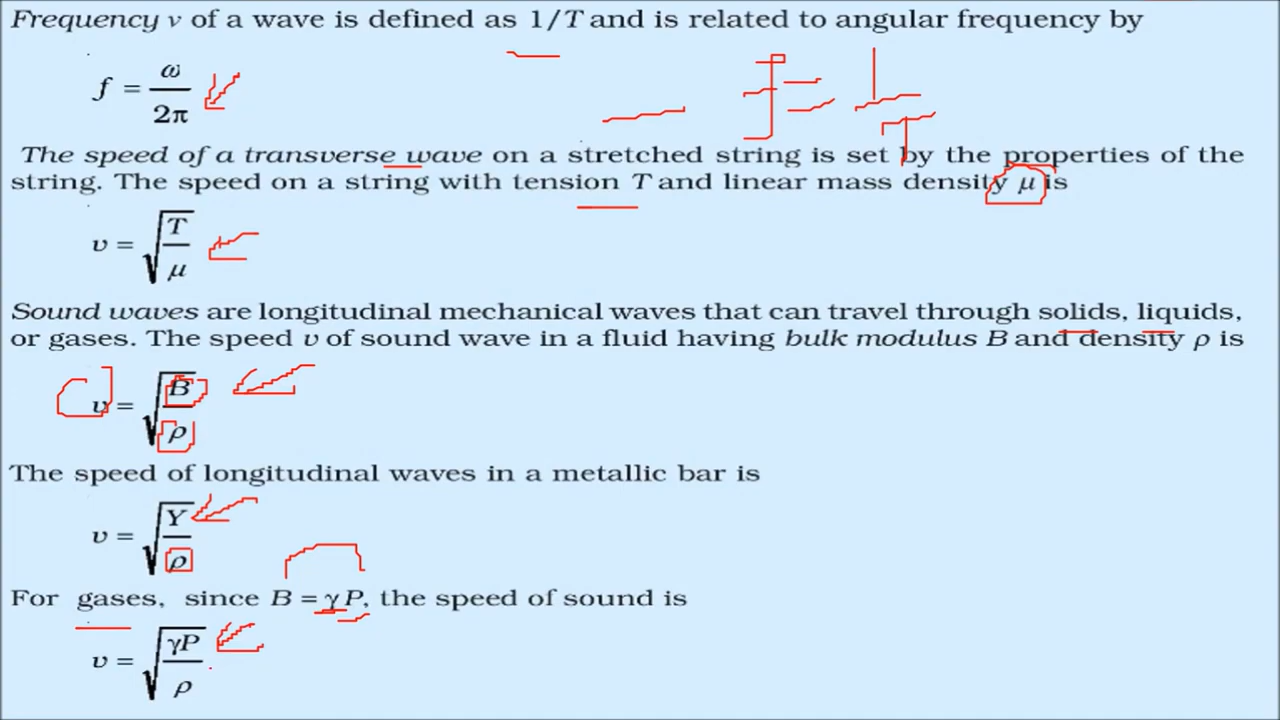 Frequency ν of a wave is defined as 1/T and is related to angular frequency by
f = ω/2π
f = 1/T
The speed of a transverse wave on a stretched string is set by the properties of the
string. The speed on a string with tension T and linear mass density μ is
v = √(T/μ)
Sound waves are longitudinal mechanical waves that can travel through solids, liquids,
or gases. The speed v of sound wave in a fluid having bulk modulus B and density ρ is
v = √(B/ρ)
The speed of longitudinal waves in a metallic bar is
v = √(Y/ρ)
For gases, since B = γP, the speed of sound is
v = √(γP/ρ)